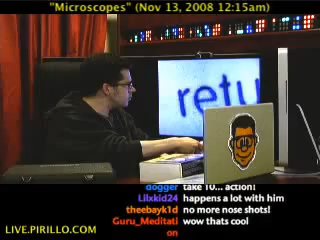 "Microscopes" (Nov 13, 2008 12:15am)
retu
dogger take 10... action!
Lilxkid24 happens a lot with him
theebayk1d no more nose shots!
Guru_Meditati wow thats cool
on
LIVE.PIRILLO.COM